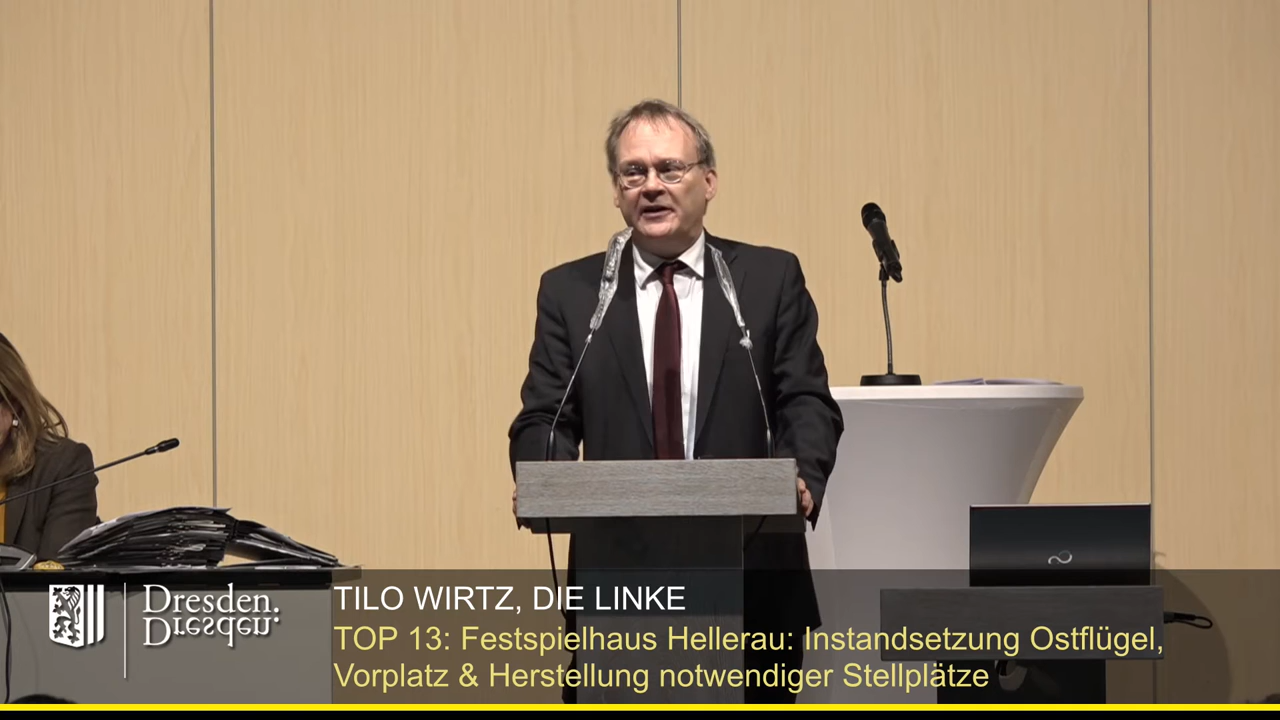 TILO WIRTZ, DIE LINKE
Dresden.
Dresden.
TOP 13: Festspielhaus Hellerau: Instandsetzung Ostflügel,
Vorplatz & Herstellung notwendiger Stellplätze